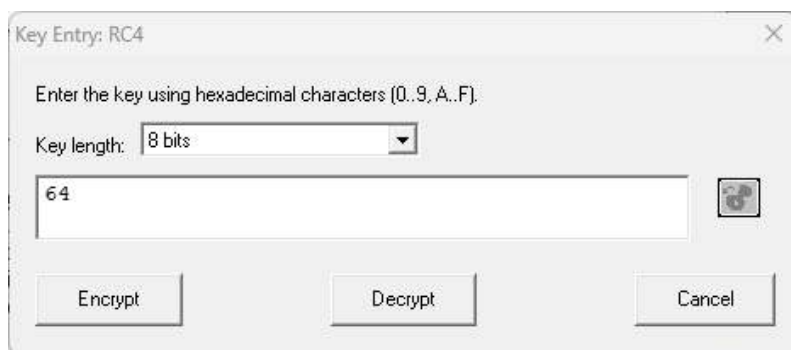 Key Entry: RC4
Enter the key using hexadecimal characters (0..9, A..F).
Key length: 8 bits
64
Encrypt Decrypt Cancel